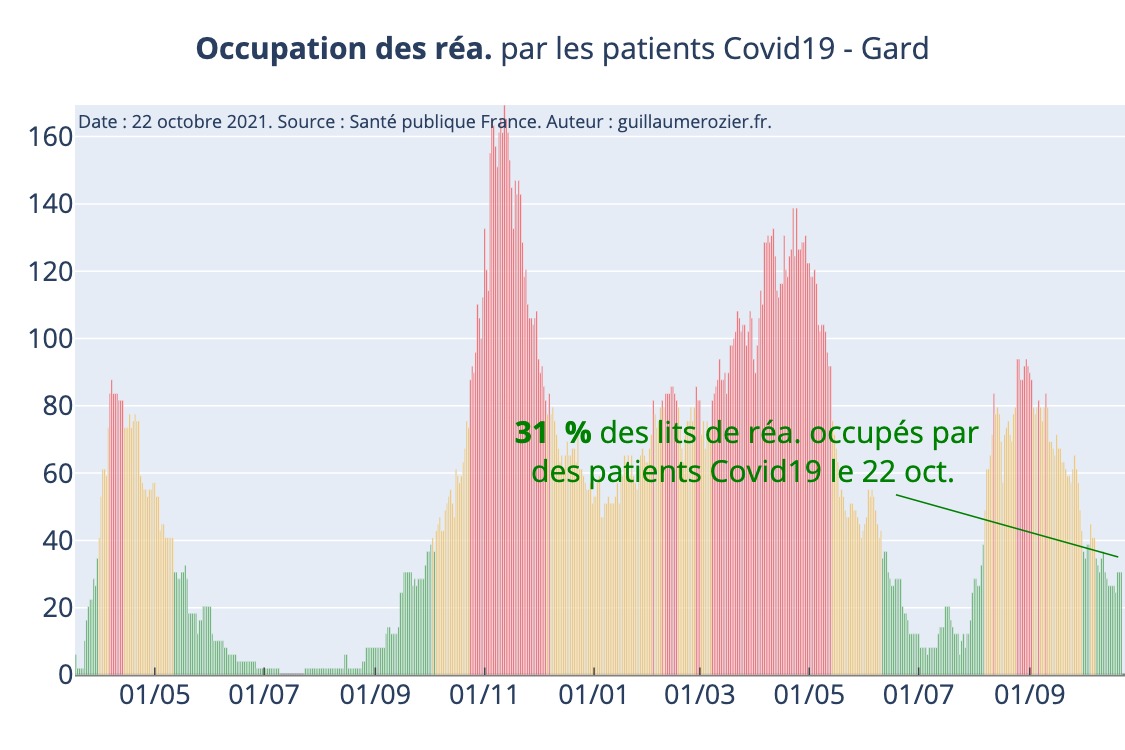 Occupation des réa. par les patients Covid19 - Gard
Date : 22 octobre 2021. Source : Santé publique France. Auteur : guillaumerozier.fr.
160
140
120
100
80
60
40
20
0
31 % des lits de réa. occupés par
des patients Covid19 le 22 oct.
01/05 01/07 01/09 01/11 01/01 01/03 01/05 01/07 01/09